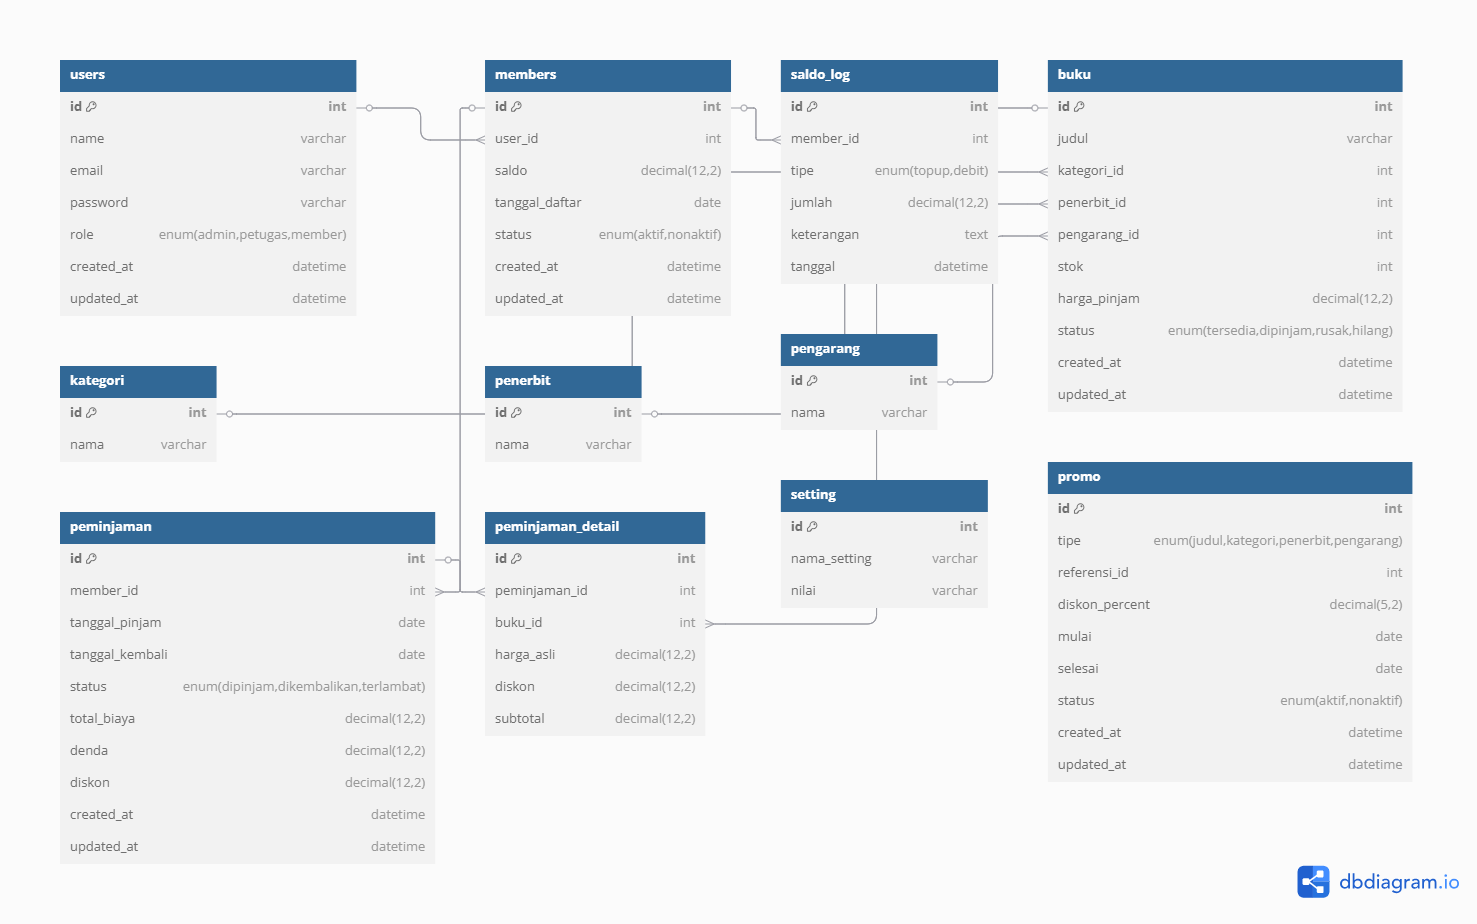 users
id int
name varchar
email varchar
password varchar
role enum(admin,petugas,member)
created_at datetime
updated_at datetime
members
id int
user_id int
saldo decimal(12,2)
tanggal_daftar date
status enum(aktif,nonaktif)
created_at datetime
updated_at datetime
saldo_log
id int
member_id int
tipe enum(topup,debit)
jumlah decimal(12,2)
keterangan text
tanggal datetime
buku
id int
judul varchar
kategori_id int
penerbit_id int
pengarang_id int
stok int
harga_pinjam decimal(12,2)
status enum(tersedia,dipinjam,rusak,hilang)
created_at datetime
updated_at datetime
kategori
id int
nama varchar
penerbit
id int
nama varchar
pengarang
id int
nama varchar
peminjaman
id int
member_id int
tanggal_pinjam date
tanggal_kembali date
status enum(dipinjam,dikembalikan,terlambat)
total_biaya decimal(12,2)
denda decimal(12,2)
diskon decimal(12,2)
created_at datetime
updated_at datetime
peminjaman_detail
id int
peminjaman_id int
buku_id int
harga_asli decimal(12,2)
diskon decimal(12,2)
subtotal decimal(12,2)
setting
id int
nama_setting varchar
nilai varchar
promo
id int
tipe enum(judul,kategori,penerbit,pengarang)
referensi_id int
diskon_percent decimal(5,2)
mulai date
selesai date
status enum(aktif,nonaktif)
created_at datetime
updated_at datetime
dbdiagram.io